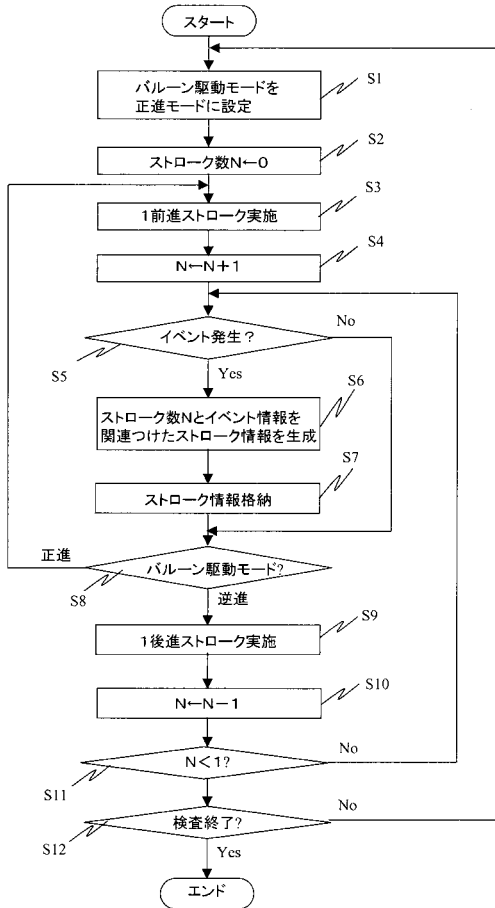 スタート
バルーン駆動モードを
正進モードに設定
S1
ストローク数N←0
S2
1前進ストローク実施
S3
N←N+1
S4
イベント発生?
No
S5
Yes
ストローク数Nとイベント情報を
関連つけたストローク情報を生成
S6
ストローク情報格納
S7
正進
バルーン駆動モード?
S8
逆進
1後進ストローク実施
S9
N←N-1
S10
N<1?
No
S11
検査終了?
No
S12
Yes
エンド